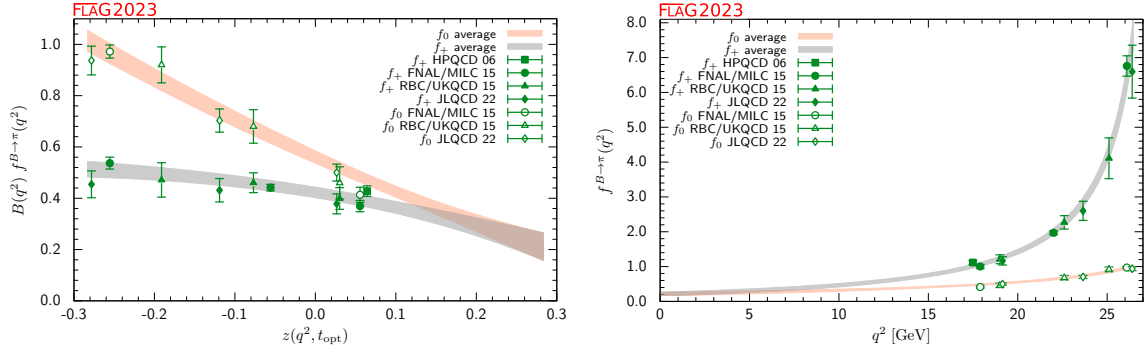 FLAG2023
B(q²) f^{B→π}(q²)
1.0
0.8
0.6
0.4
0.2
0.0
f₀ average
f₊ average
f₊ HPQCD 06
f₊ FNAL/MILC 15
f₊ RBC/UKQCD 15
f₊ JLQCD 22
f₀ FNAL/MILC 15
f₀ RBC/UKQCD 15
f₀ JLQCD 22
-0.3 -0.2 -0.1 0.0 0.1 0.2 0.3
z(q², t_opt)
FLAG2023
f^{B→π}(q²)
8.0
7.0
6.0
5.0
4.0
3.0
2.0
1.0
0.0
f₀ average
f₊ average
f₊ HPQCD 06
f₊ FNAL/MILC 15
f₊ RBC/UKQCD 15
f₊ JLQCD 22
f₀ FNAL/MILC 15
f₀ RBC/UKQCD 15
f₀ JLQCD 22
0 5 10 15 20 25
q² [GeV]